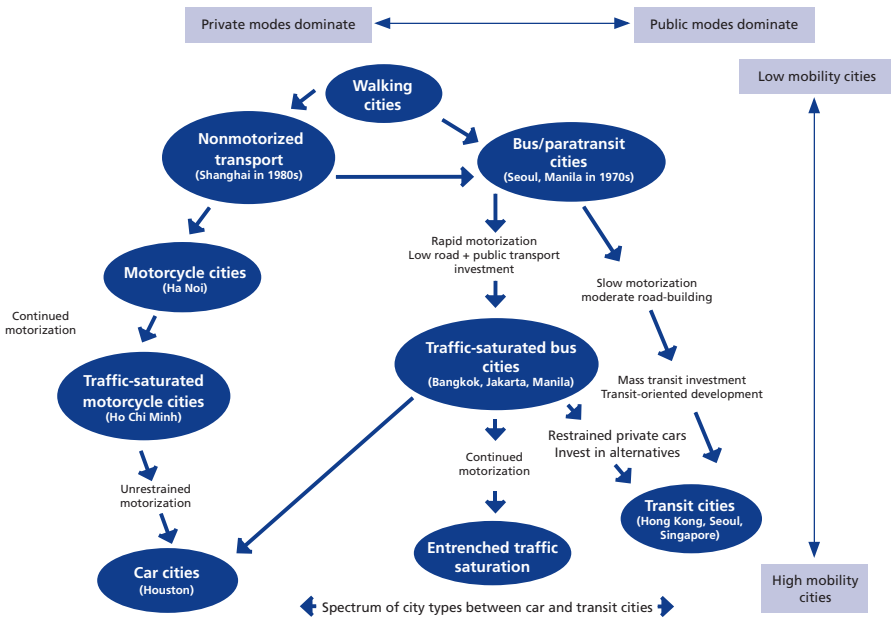 Private modes dominate
Public modes dominate
Low mobility cities
Walking
cities
Nonmotorized
transport
(Shanghai in 1980s)
Bus/paratransit
cities
(Seoul, Manila in 1970s)
Rapid motorization
Low road + public transport
investment
Motorcycle cities
(Ha Noi)
Slow motorization
moderate road-building
Continued
motorization
Traffic-saturated bus
cities
(Bangkok, Jakarta, Manila)
Traffic-saturated
motorcycle cities
(Ho Chi Minh)
Mass transit investment
Transit-oriented development
Restrained private cars
Invest in alternatives
Continued
motorization
Unrestrained
motorization
Transit cities
(Hong Kong, Seoul,
Singapore)
Entrenched traffic
saturation
Car cities
(Houston)
High mobility
cities
Spectrum of city types between car and transit cities